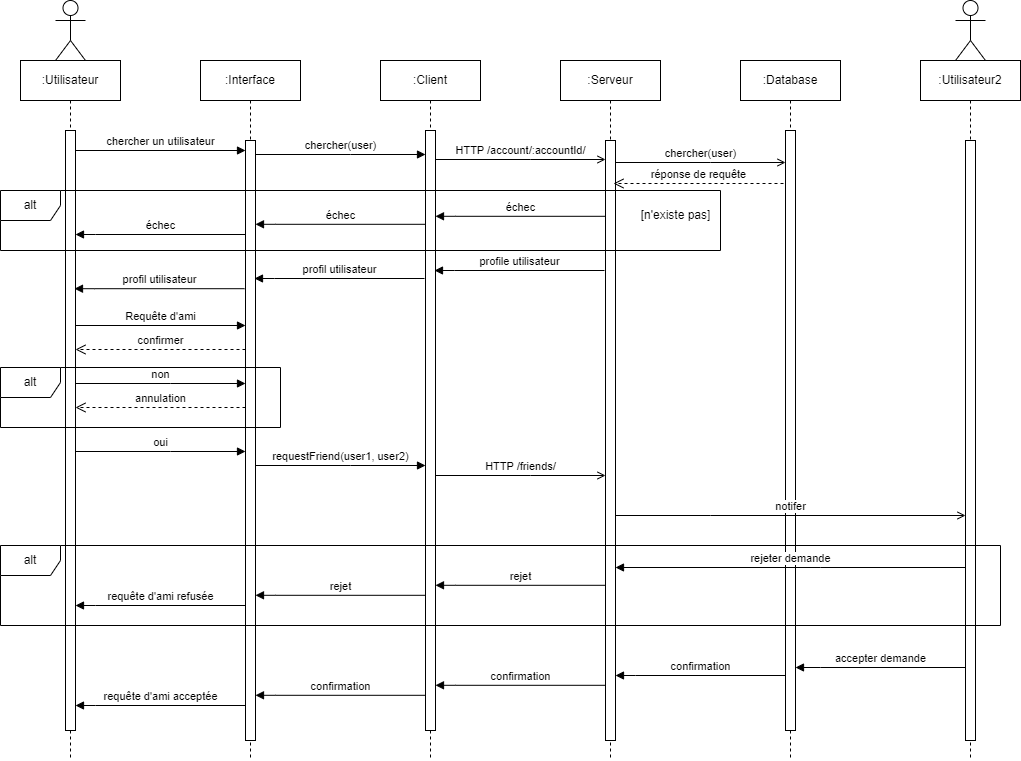 :Utilisateur
:Interface
:Client
:Serveur
:Database
:Utilisateur2
chercher un utilisateur
chercher(user)
HTTP /account/:accountId/
chercher(user)
réponse de requête
alt
[n'existe pas]
échec
échec
échec
profile utilisateur
profil utilisateur
profil utilisateur
Requête d'ami
confirmer
alt
non
annulation
oui
requestFriend(user1, user2)
HTTP /friends/
notifer
alt
rejeter demande
rejet
rejet
requête d'ami refusée
accepter demande
confirmation
confirmation
confirmation
requête d'ami acceptée